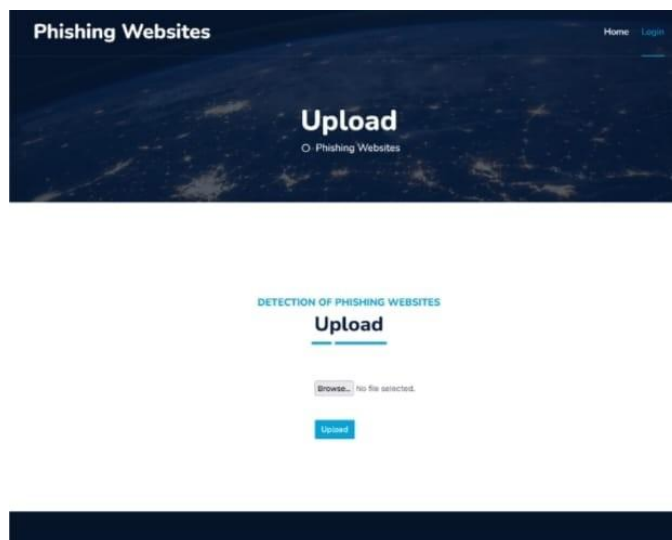 Phishing Websites
Home Login
Upload
Phishing Websites
DETECTION OF PHISHING WEBSITES
Upload
Browse... No file selected.
Upload